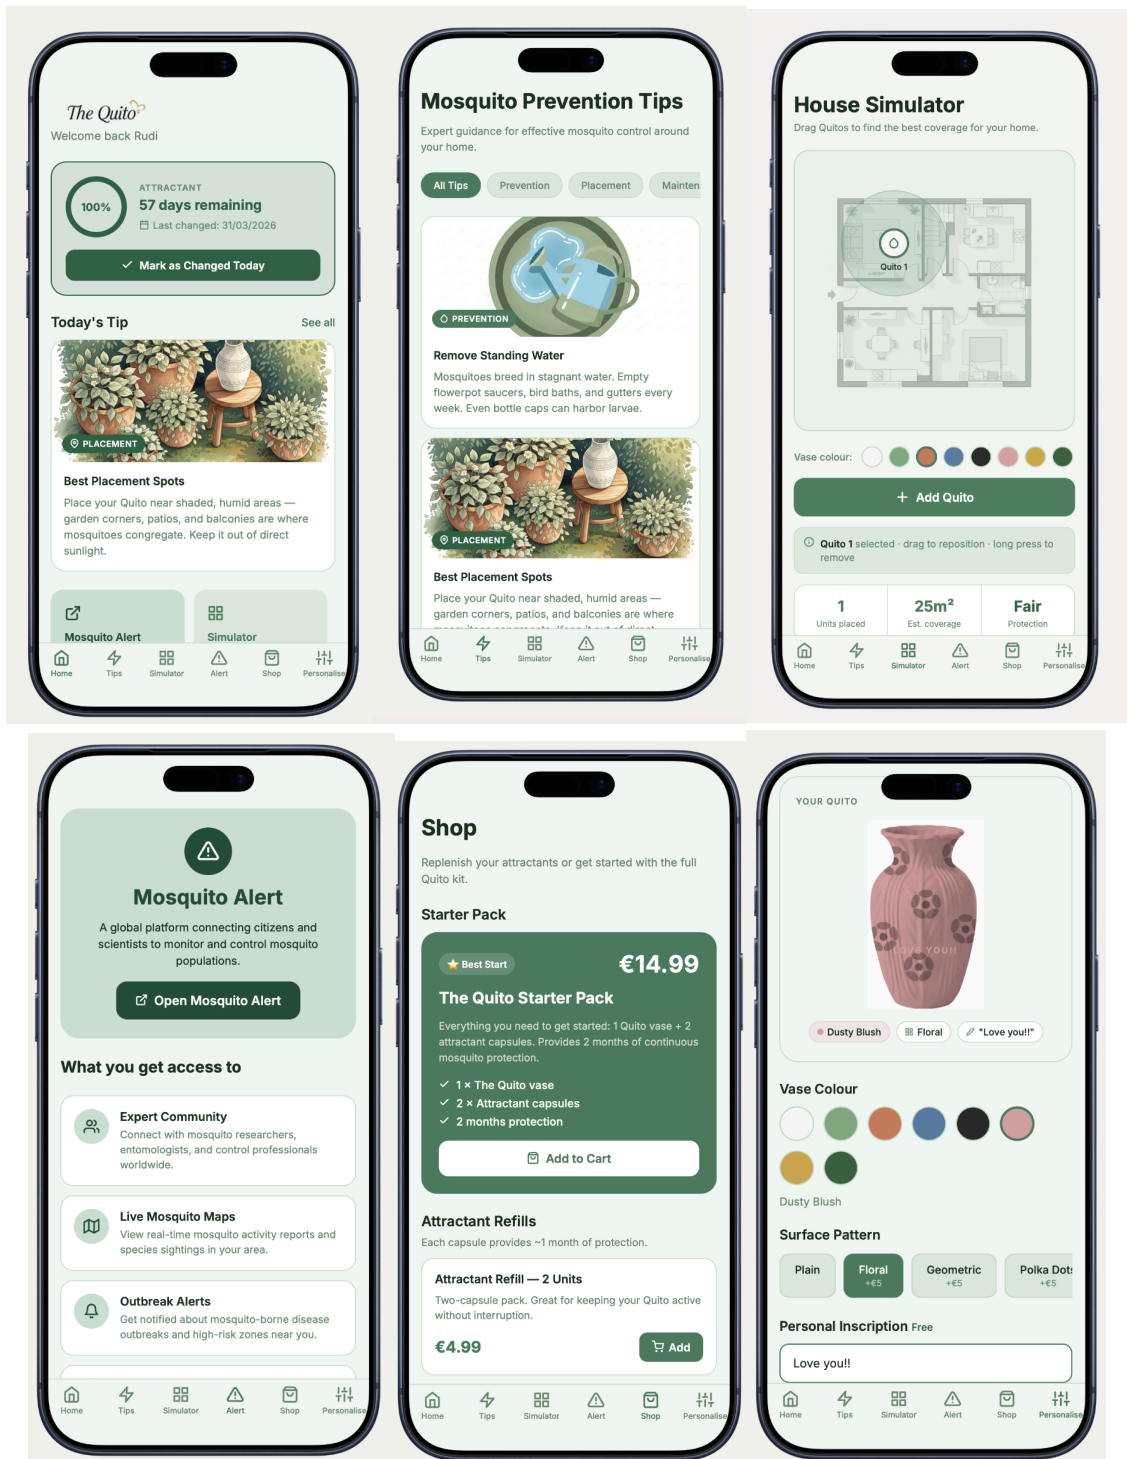 The Quito
Welcome back Rudi
100%
ATTRACTANT
57 days remaining
Last changed: 31/03/2026
Mark as Changed Today
Today's Tip
See all
PLACEMENT
Best Placement Spots
Place your Quito near shaded, humid areas —
garden corners, patios, and balconies are where
mosquitoes congregate. Keep it out of direct
sunlight.
Mosquito Alert
Simulator
Home
Tips
Simulator
Alert
Shop
Personalise
Mosquito Prevention Tips
Expert guidance for effective mosquito control around
your home.
All Tips
Prevention
Placement
Mainten
PREVENTION
Remove Standing Water
Mosquitoes breed in stagnant water. Empty
flowerpot saucers, bird baths, and gutters every
week. Even bottle caps can harbor larvae.
PLACEMENT
Best Placement Spots
Place your Quito near shaded, humid areas —
garden corners, patios, and balconies are where
mosquitoes congregate. Keep it out of direct
Home
Tips
Simulator
Alert
Shop
Personalise
House Simulator
Drag Quitos to find the best coverage for your home.
Quito 1
Vase colour:
+ Add Quito
Quito 1 selected · drag to reposition · long press to
remove
1
Units placed
25m²
Est. coverage
Fair
Protection
Home
Tips
Simulator
Alert
Shop
Personalise
Mosquito Alert
A global platform connecting citizens and
scientists to monitor and control mosquito
populations.
Open Mosquito Alert
What you get access to
Expert Community
Connect with mosquito researchers,
entomologists, and control professionals
worldwide.
Live Mosquito Maps
View real-time mosquito activity reports and
species sightings in your area.
Outbreak Alerts
Get notified about mosquito-borne disease
outbreaks and high-risk zones near you.
Home
Tips
Simulator
Alert
Shop
Personalise
Shop
Replenish your attractants or get started with the full
Quito kit.
Starter Pack
⭐ Best Start
€14.99
The Quito Starter Pack
Everything you need to get started: 1 Quito vase + 2
attractant capsules. Provides 2 months of continuous
mosquito protection.
1 × The Quito vase
2 × Attractant capsules
2 months protection
Add to Cart
Attractant Refills
Each capsule provides ~1 month of protection.
Attractant Refill — 2 Units
Two-capsule pack. Great for keeping your Quito active
without interruption.
€4.99
Add
Home
Tips
Simulator
Alert
Shop
Personalise
YOUR QUITO
LOVE YOU!!
Dusty Blush
Floral
"Love you!!"
Vase Colour
Dusty Blush
Surface Pattern
Plain
Floral
+€5
Geometric
+€5
Polka Dots
+€5
Personal Inscription Free
Love you!!
Home
Tips
Simulator
Alert
Shop
Personalise